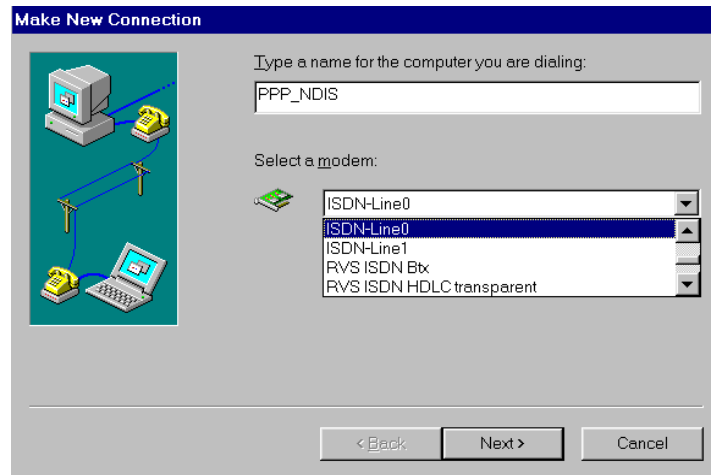 Make New Connection
Type a name for the computer you are dialing:
PPP_NDIS
Select a modem:
ISDN-Line0
ISDN-Line0
ISDN-Line1
RVS ISDN Btx
RVS ISDN HDLC transparent
< Back
Next >
Cancel